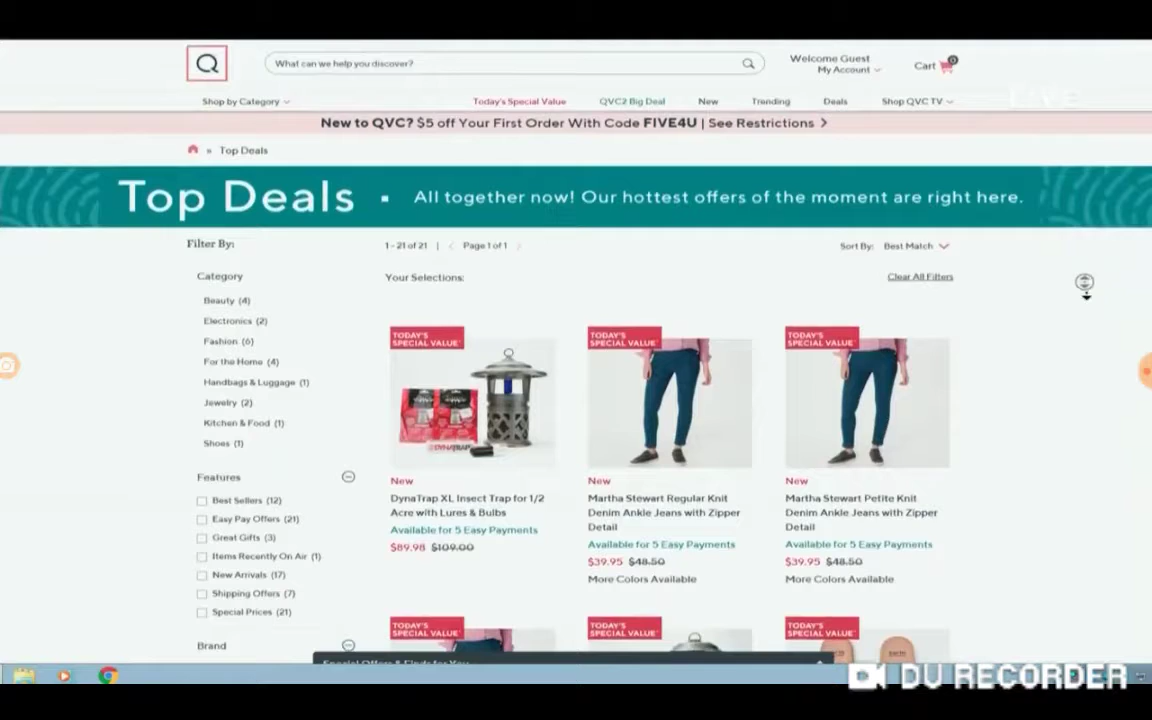 Q
What can we help you discover?
Welcome Guest
My Account
Cart
0
Shop by Category
Today's Special Value
QVC2 Big Deal
New
Trending
Deals
Shop QVC TV
LIVE
New to QVC? $5 off Your First Order With Code FIVE4U | See Restrictions
» Top Deals
Top Deals ▪ All together now! Our hottest offers of the moment are right here.
Filter By:
1 - 21 of 21 | Page 1 of 1
Sort By: Best Match
Category
Your Selections:
Clear All Filters
Beauty (4)
Electronics (2)
Fashion (6)
For the Home (4)
Handbags & Luggage (1)
Jewelry (2)
Kitchen & Food (1)
Shoes (1)
Features
Best Sellers (12)
Easy Pay Offers (21)
Great Gifts (3)
Items Recently On Air (1)
New Arrivals (17)
Shipping Offers (7)
Special Prices (21)
Brand
TODAY'S
SPECIAL VALUE
New
DynaTrap XL Insect Trap for 1/2
Acre with Lures & Bulbs
Available for 5 Easy Payments
$89.98 $109.00
TODAY'S
SPECIAL VALUE
New
Martha Stewart Regular Knit
Denim Ankle Jeans with Zipper
Detail
Available for 5 Easy Payments
$39.95 $48.50
More Colors Available
TODAY'S
SPECIAL VALUE
New
Martha Stewart Petite Knit
Denim Ankle Jeans with Zipper
Detail
Available for 5 Easy Payments
$39.95 $48.50
More Colors Available
TODAY'S
SPECIAL VALUE
TODAY'S
SPECIAL VALUE
TODAY'S
SPECIAL VALUE
Special Offers & Finds for You
DU RECORDER